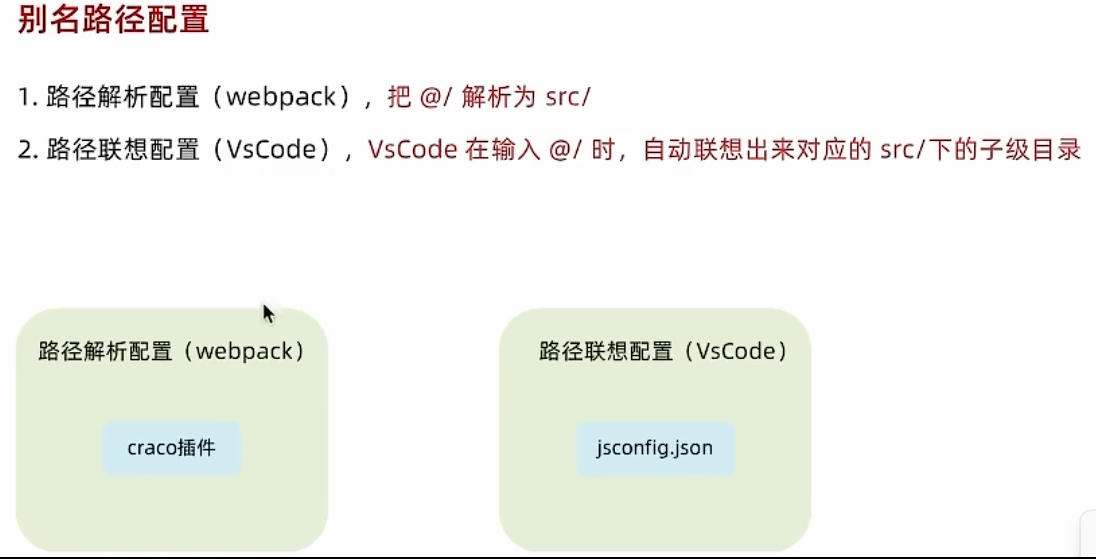 别名路径配置
1. 路径解析配置（webpack），把 @/ 解析为 src/
2. 路径联想配置（VsCode），VsCode 在输入 @/ 时，自动联想出来对应的 src/下的子级目录
路径解析配置（webpack）
craco插件
路径联想配置（VsCode）
jsconfig.json